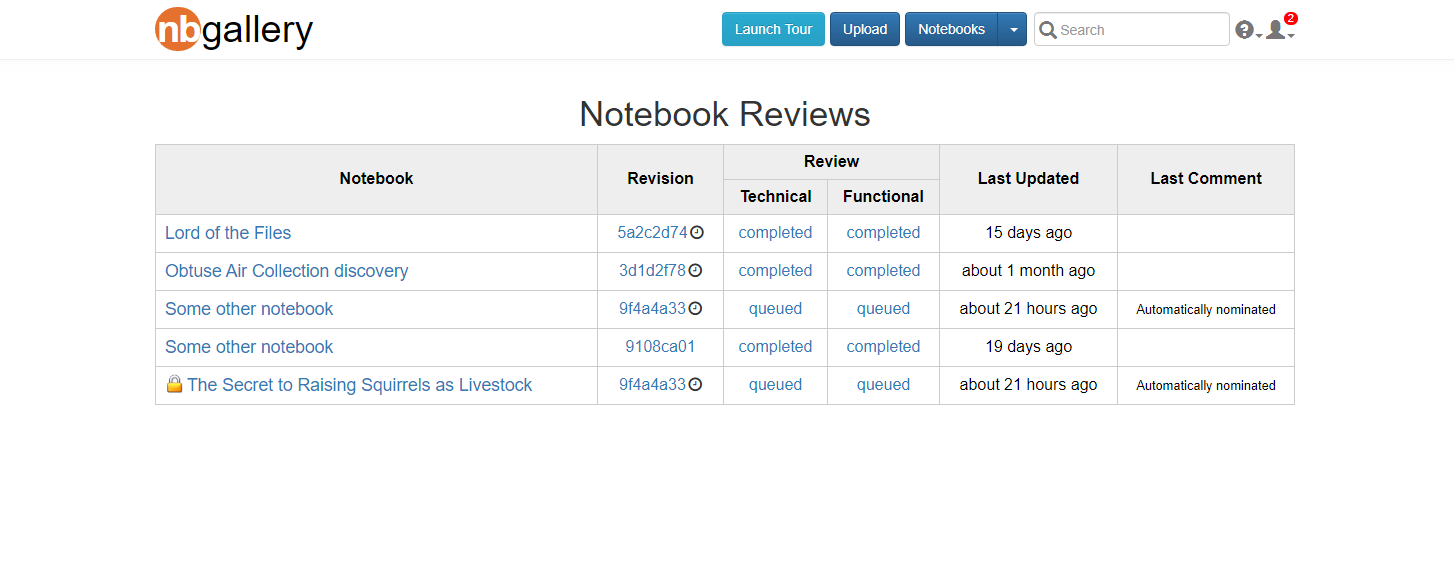 nbgallery Launch Tour Upload Notebooks Search 2
Notebook Reviews
Notebook Revision Review Last Updated Last Comment
Technical Functional
Lord of the Files 5a2c2d74 completed completed 15 days ago
Obtuse Air Collection discovery 3d1d2f78 completed completed about 1 month ago
Some other notebook 9f4a4a33 queued queued about 21 hours ago Automatically nominated
Some other notebook 9108ca01 completed completed 19 days ago
The Secret to Raising Squirrels as Livestock 9f4a4a33 queued queued about 21 hours ago Automatically nominated